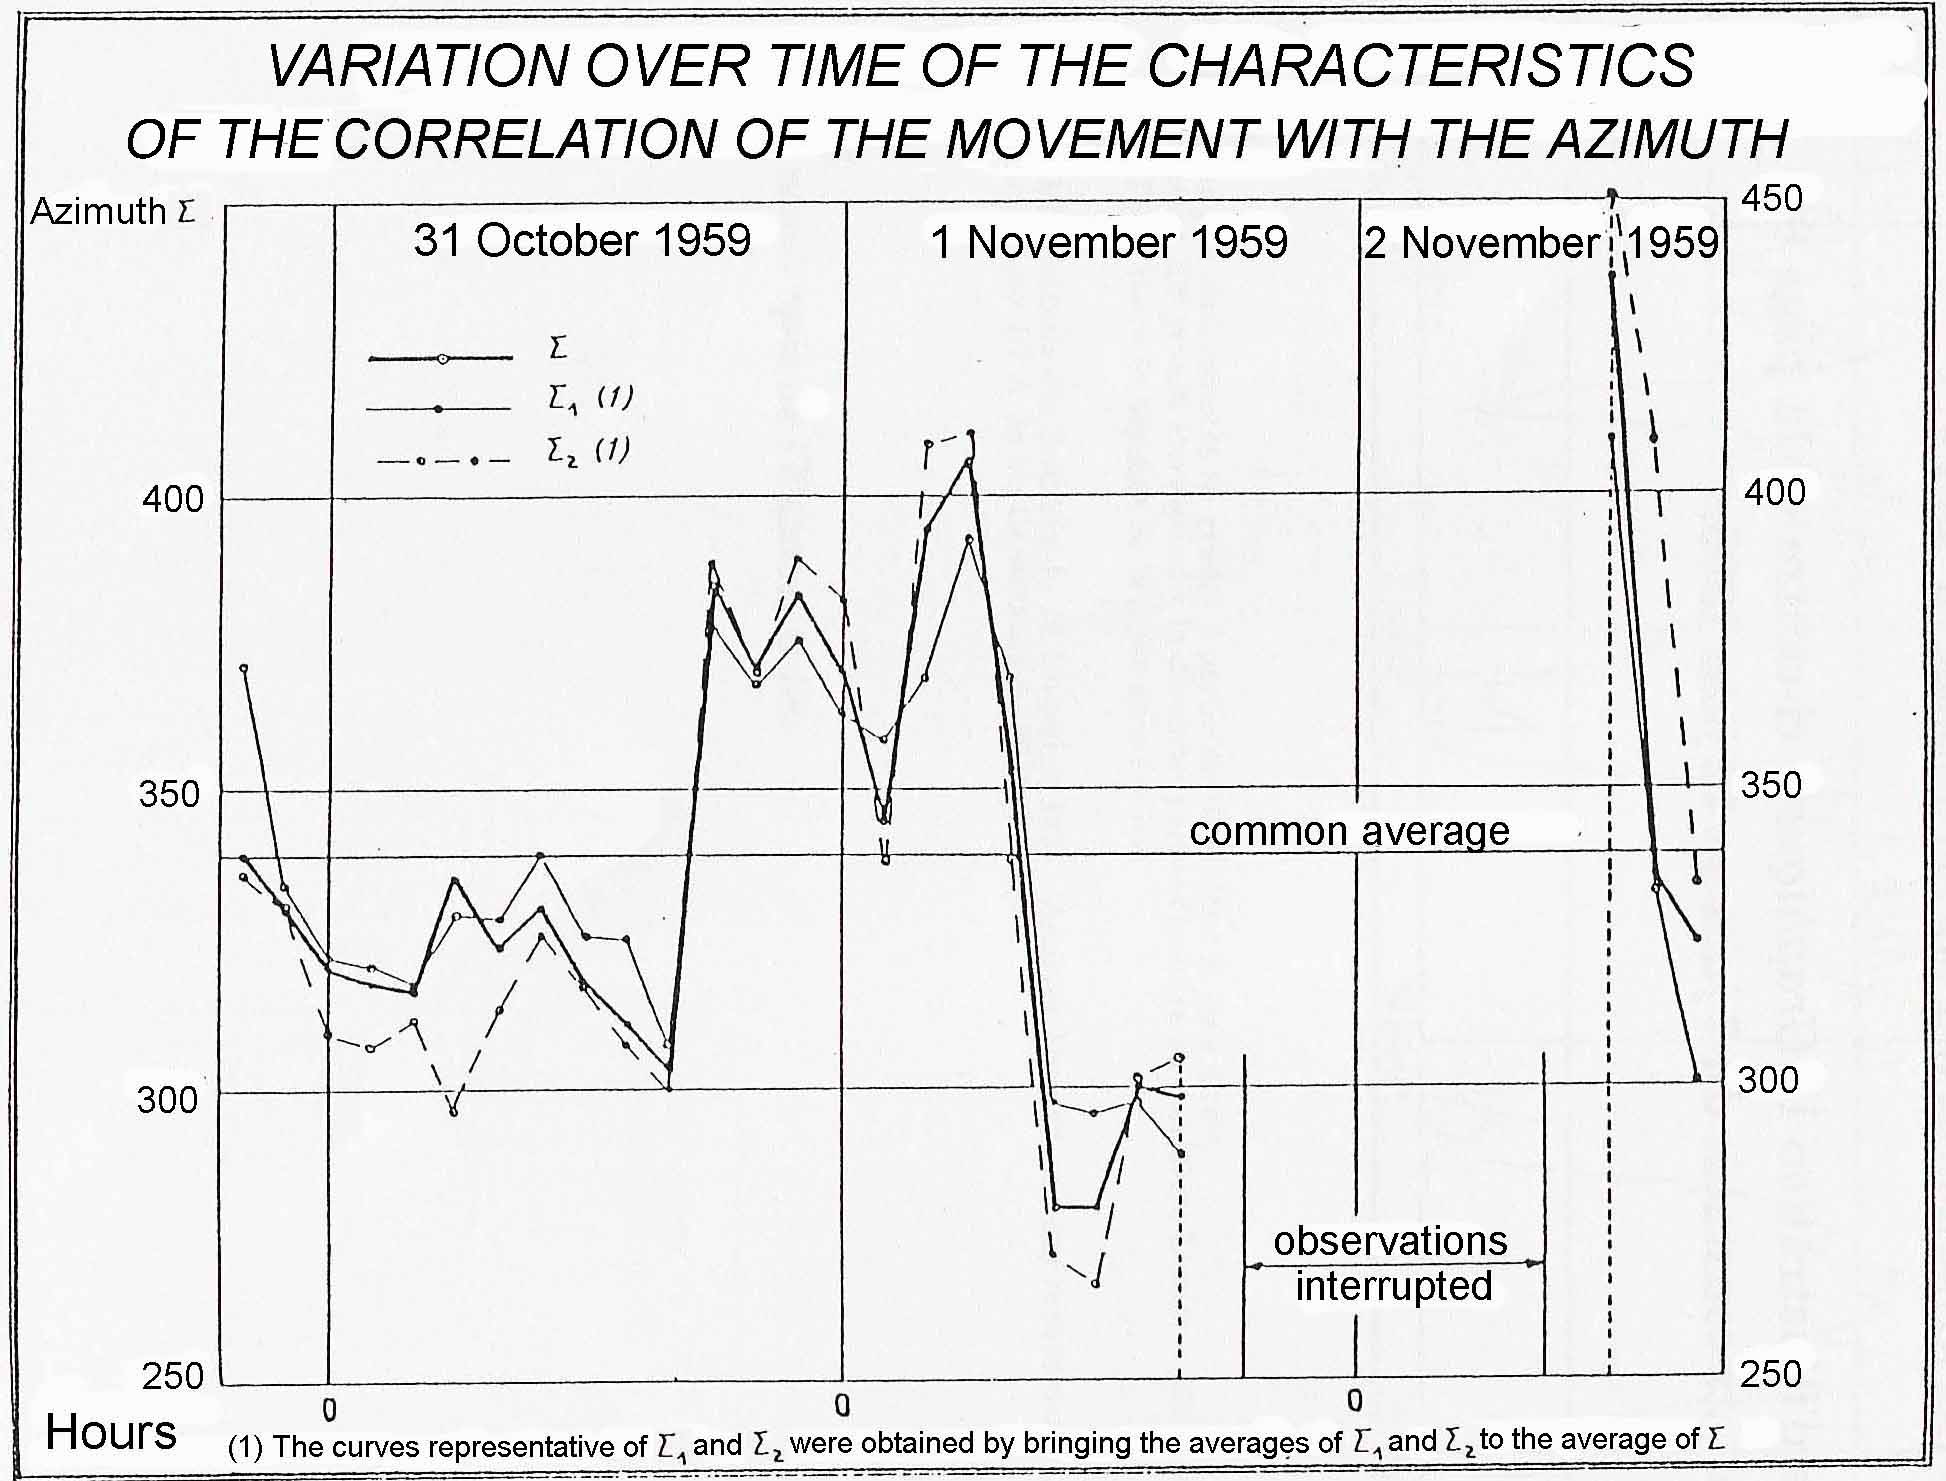 VARIATION OVER TIME OF THE CHARACTERISTICS
OF THE CORRELATION OF THE MOVEMENT WITH THE AZIMUTH
Azimuth Σ
450
31 October 1959
1 November 1959
2 November 1959
Σ
Σ₁ (1)
Σ₂ (1)
400
400
350
350
common average
300
300
observations
interrupted
250
250
0
0
0
Hours
(1) The curves representative of Σ₁ and Σ₂ were obtained by bringing the averages of Σ₁ and Σ₂ to the average of Σ